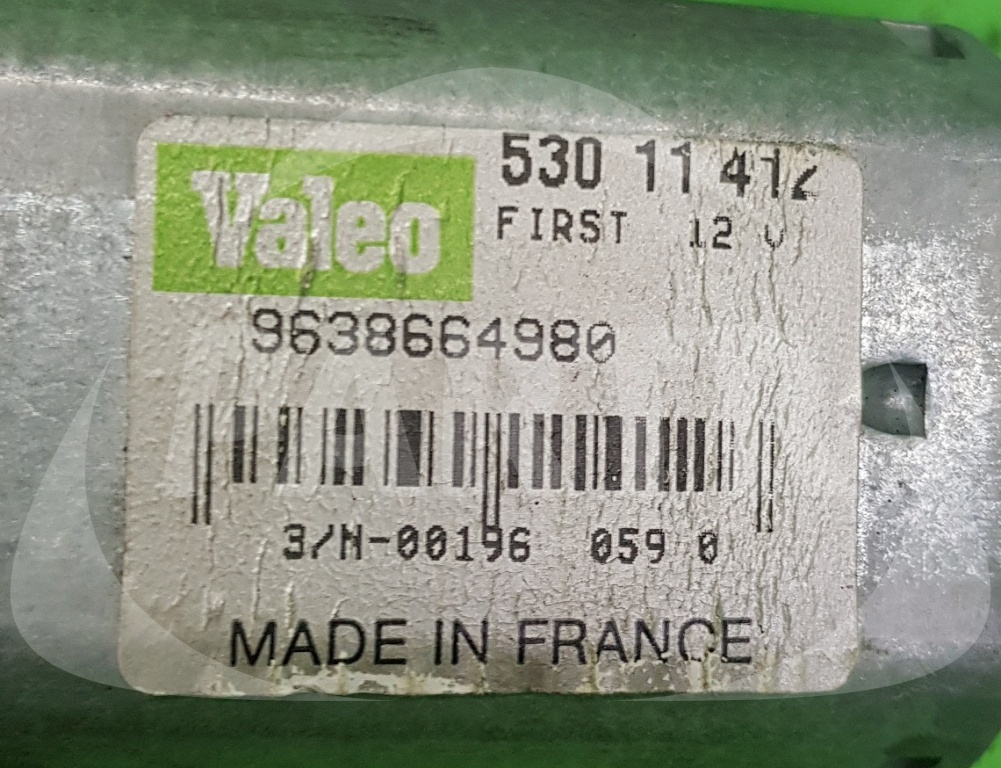 Valeo
530 11 412
FIRST 12 V
9638664980
3/N-00196 059 0
MADE IN FRANCE